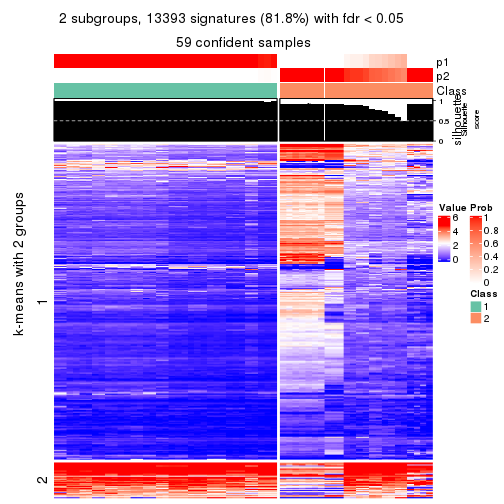 2 subgroups, 13393 signatures (81.8%) with fdr < 0.05
59 confident samples
p1
p2
Class
1
0.5
0
silhouette
Silhouette
score
k-means with 2 groups
1
2
Value
6
4
2
0
Prob
1
0.8
0.6
0.4
0.2
0
Class
1
2